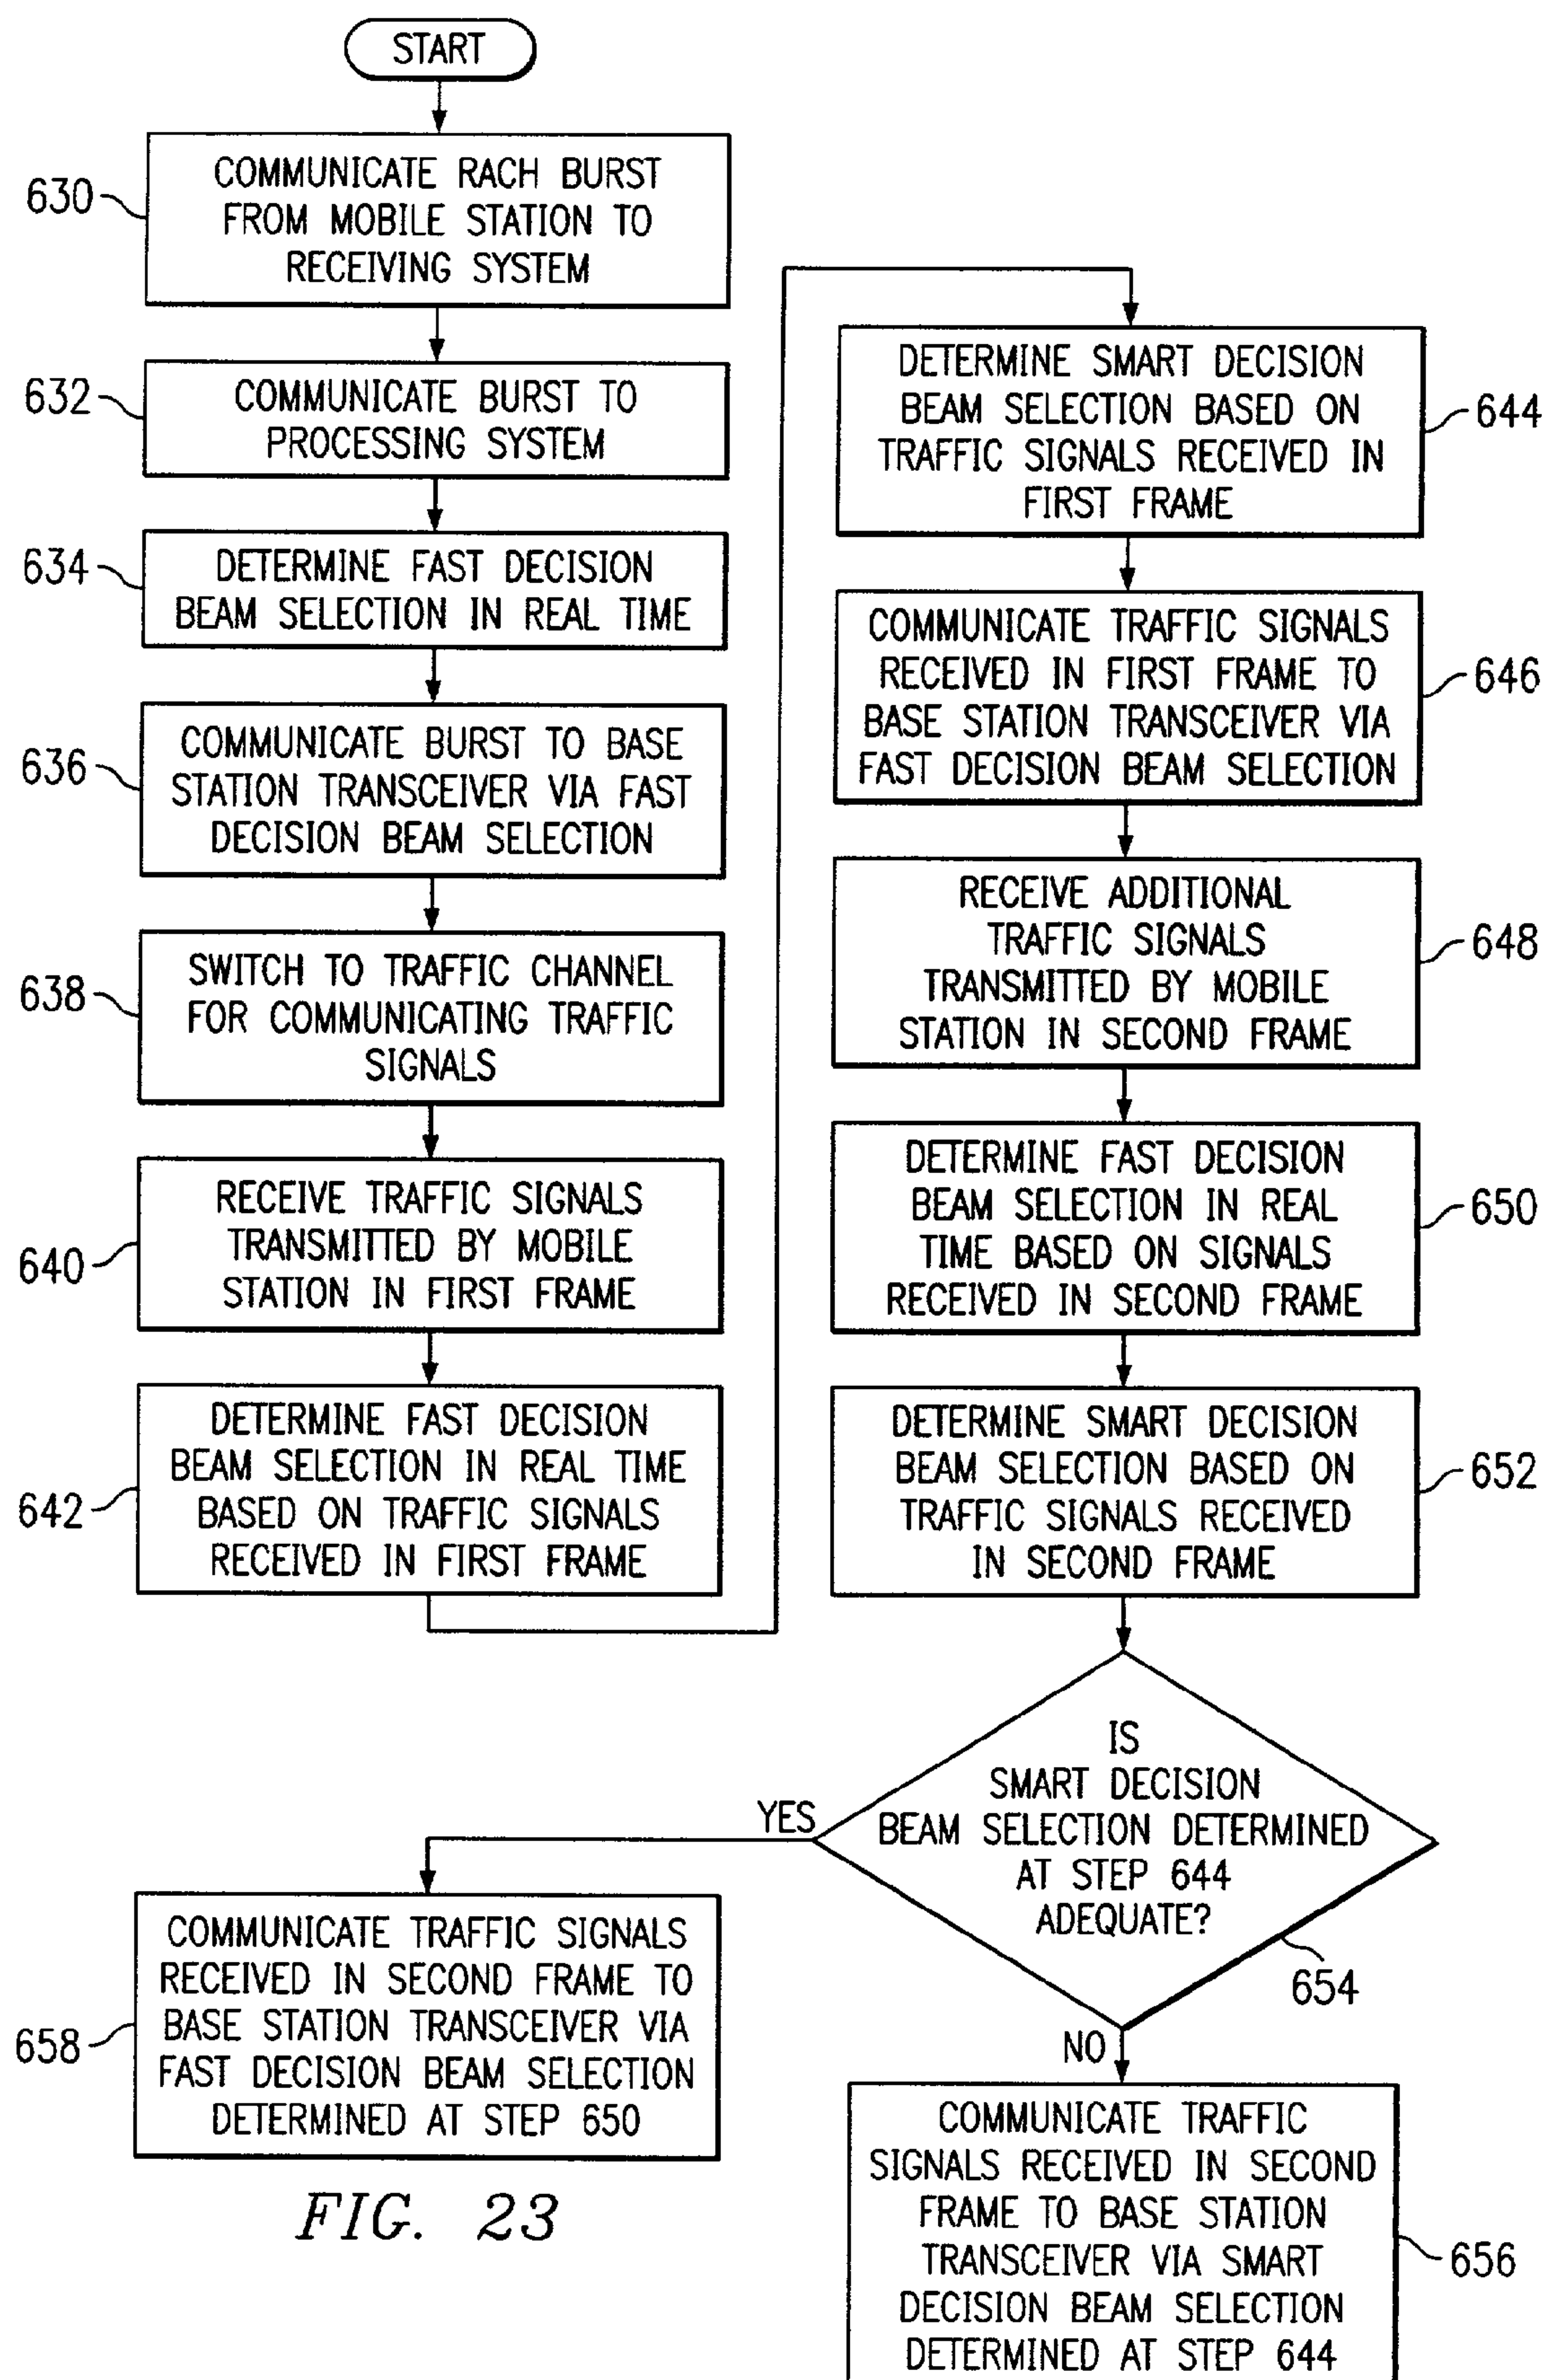 START
630
COMMUNICATE RACH BURST
FROM MOBILE STATION TO
RECEIVING SYSTEM
632
COMMUNICATE BURST TO
PROCESSING SYSTEM
634
DETERMINE FAST DECISION
BEAM SELECTION IN REAL TIME
636
COMMUNICATE BURST TO BASE
STATION TRANSCEIVER VIA FAST
DECISION BEAM SELECTION
638
SWITCH TO TRAFFIC CHANNEL
FOR COMMUNICATING TRAFFIC
SIGNALS
640
RECEIVE TRAFFIC SIGNALS
TRANSMITTED BY MOBILE
STATION IN FIRST FRAME
642
DETERMINE FAST DECISION
BEAM SELECTION IN REAL TIME
BASED ON TRAFFIC SIGNALS
RECEIVED IN FIRST FRAME
DETERMINE SMART DECISION
BEAM SELECTION BASED ON
TRAFFIC SIGNALS RECEIVED IN
FIRST FRAME
644
COMMUNICATE TRAFFIC SIGNALS
RECEIVED IN FIRST FRAME TO
BASE STATION TRANSCEIVER VIA
FAST DECISION BEAM SELECTION
646
RECEIVE ADDITIONAL
TRAFFIC SIGNALS
TRANSMITTED BY MOBILE
STATION IN SECOND FRAME
648
DETERMINE FAST DECISION
BEAM SELECTION IN REAL
TIME BASED ON SIGNALS
RECEIVED IN SECOND FRAME
650
DETERMINE SMART DECISION
BEAM SELECTION BASED ON
TRAFFIC SIGNALS RECEIVED
IN SECOND FRAME
652
IS
SMART DECISION
BEAM SELECTION DETERMINED
AT STEP 644
ADEQUATE?
654
YES
NO
658
COMMUNICATE TRAFFIC SIGNALS
RECEIVED IN SECOND FRAME TO
BASE STATION TRANSCEIVER VIA
FAST DECISION BEAM SELECTION
DETERMINED AT STEP 650
COMMUNICATE TRAFFIC
SIGNALS RECEIVED IN SECOND
FRAME TO BASE STATION
TRANSCEIVER VIA SMART
DECISION BEAM SELECTION
DETERMINED AT STEP 644
656
FIG. 23